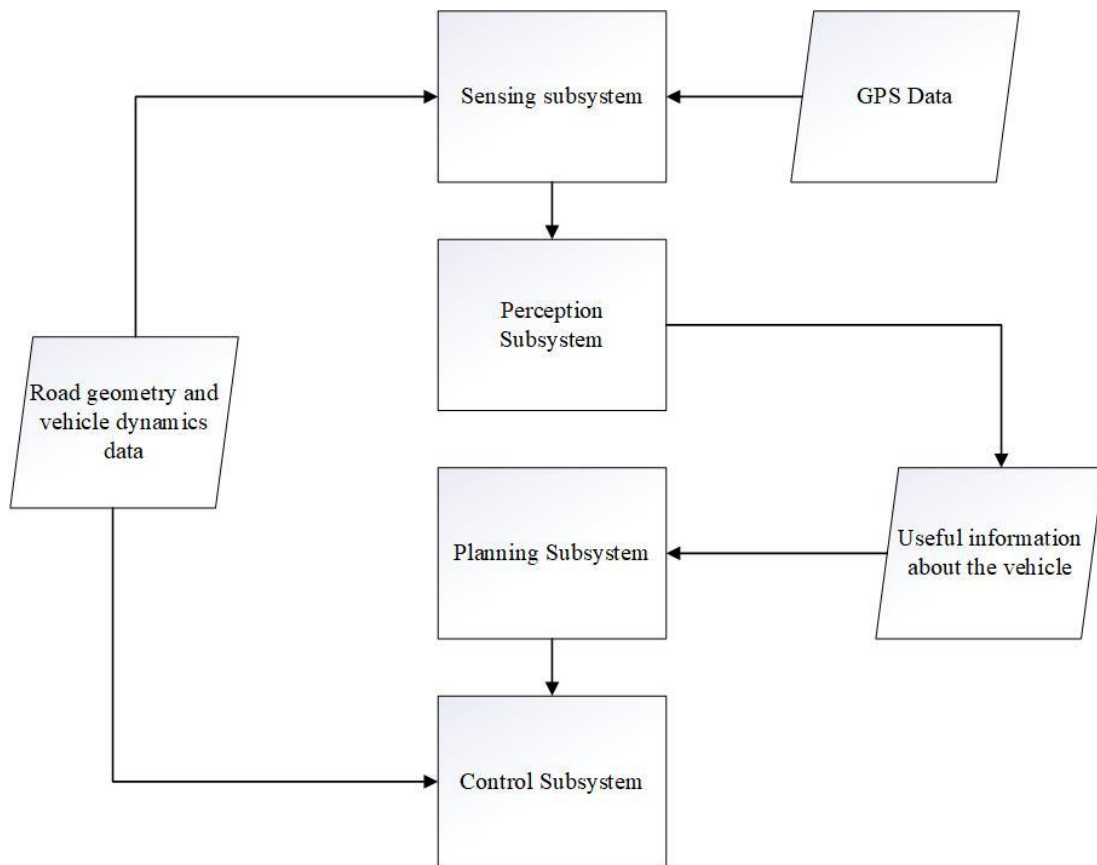 Sensing subsystem
GPS Data
Perception
Subsystem
Road geometry and
vehicle dynamics
data
Planning Subsystem
Useful information
about the vehicle
Control Subsystem